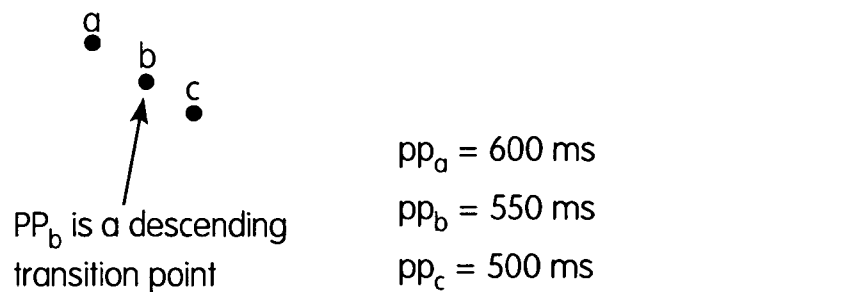 a
b
c
pp_a = 600 ms
pp_b = 550 ms
pp_c = 500 ms
PP_b is a descending
transition point